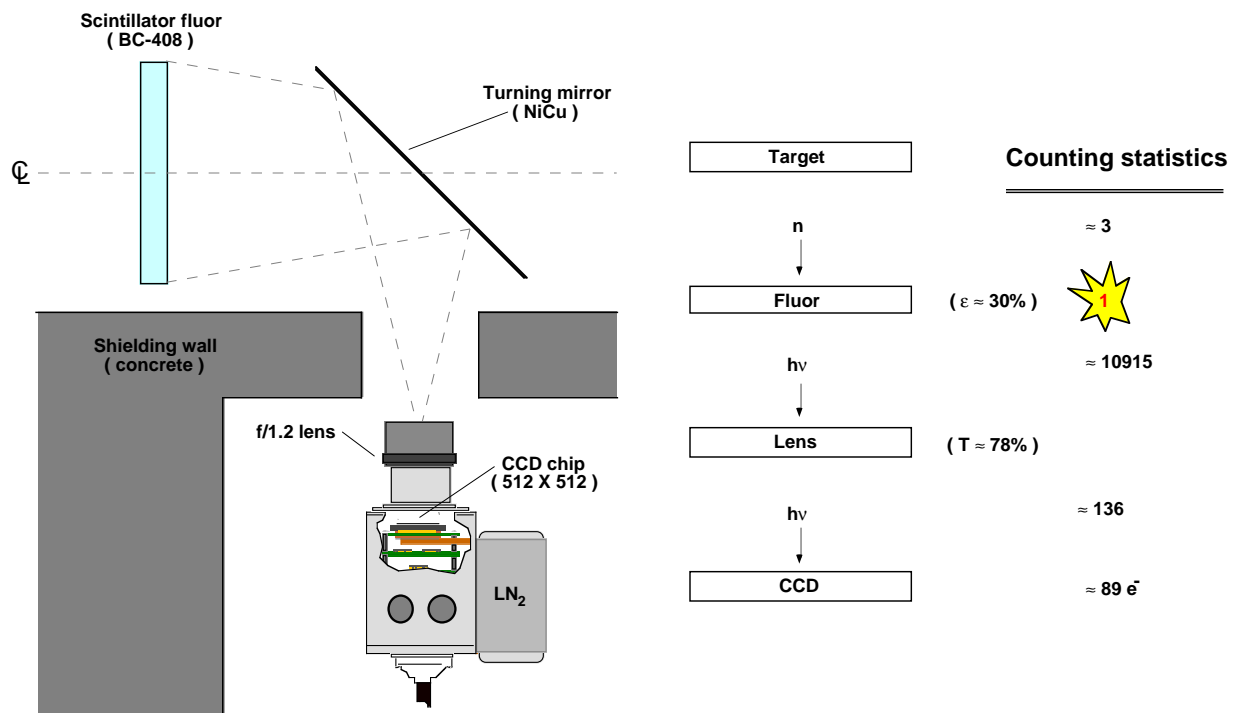 Scintillator fluor
( BC-408 )
Turning mirror
( NiCu )
℄
Shielding wall
( concrete )
f/1.2 lens
CCD chip
( 512 X 512 )
LN₂
Counting statistics
Target
n
≈ 3
Fluor
( ε ≈ 30% )
1
hν
≈ 10915
Lens
( T ≈ 78% )
hν
≈ 136
CCD
≈ 89 e⁻